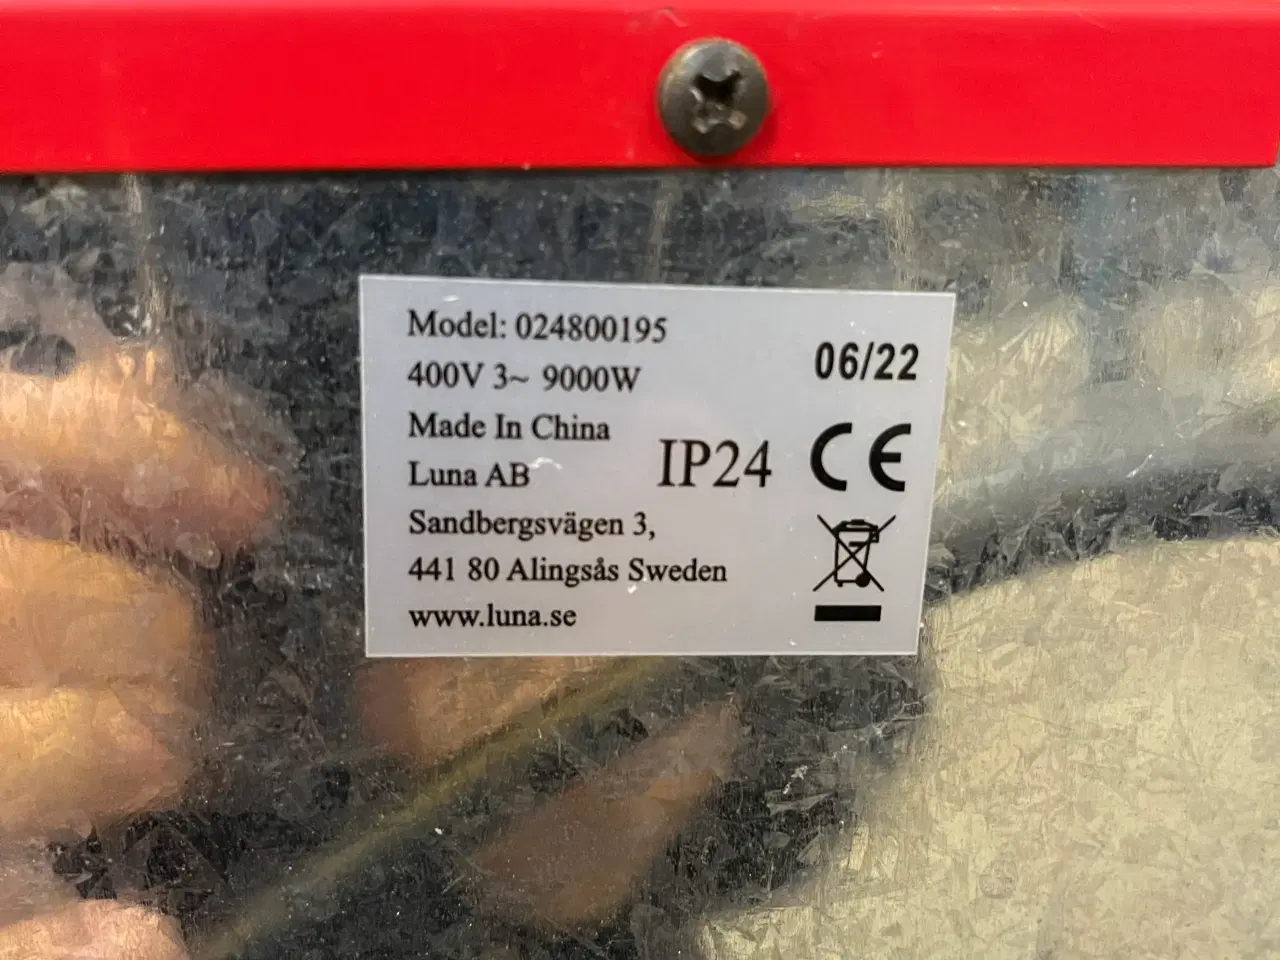 Model: 024800195
400V 3~ 9000W
Made In China
Luna AB
Sandbergsvägen 3,
441 80 Alingsås Sweden
www.luna.se
IP24
06/22
CE